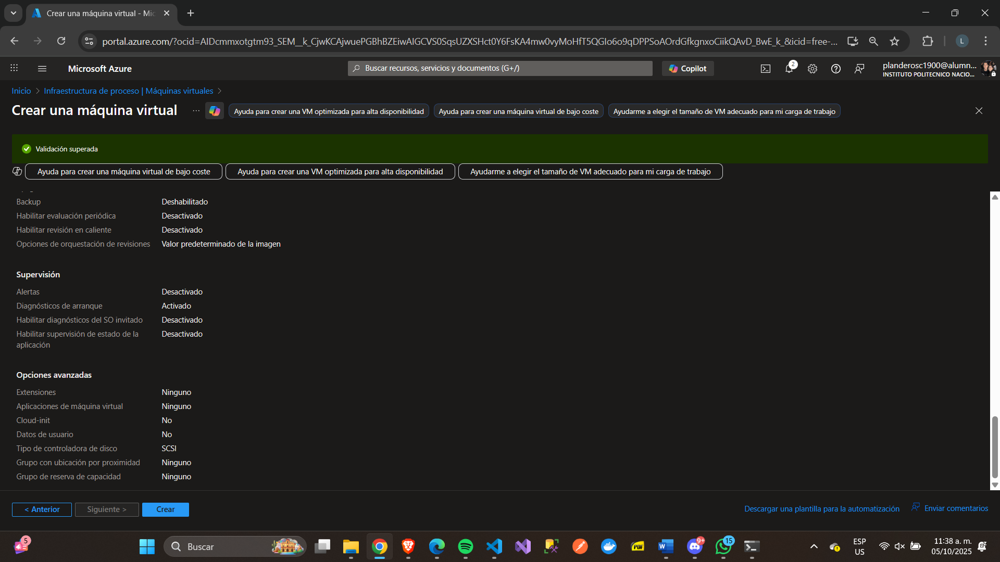 Crear una máquina virtual - Mic
portal.azure.com/?ocid=AIDcmmxotgtm93_SEM__k_CjwKCAjwuePGBhBZEiwAIGCVS0SqsUZXSHct0Y6FsKA4mw0vyMoHfT5QGIo6o9qDPPSoAOrdGfkgnxoCiikQAvD_BwE_k_&icid=free-...
L
Microsoft Azure
Buscar recursos, servicios y documentos (G+/)
Copilot
2
planderosc1900@alumn...
INSTITUTO POLITECNICO NACIO...
Inicio > Infraestructura de proceso | Máquinas virtuales >
Crear una máquina virtual ...
Ayuda para crear una VM optimizada para alta disponibilidad
Ayuda para crear una máquina virtual de bajo coste
Ayudarme a elegir el tamaño de VM adecuado para mi carga de trabajo
Validación superada
Ayuda para crear una máquina virtual de bajo coste
Ayuda para crear una VM optimizada para alta disponibilidad
Ayudarme a elegir el tamaño de VM adecuado para mi carga de trabajo
Backup Deshabilitado
Habilitar evaluación periódica Desactivado
Habilitar revisión en caliente Desactivado
Opciones de orquestación de revisiones Valor predeterminado de la imagen
Supervisión
Alertas Desactivado
Diagnósticos de arranque Activado
Habilitar diagnósticos del SO invitado Desactivado
Habilitar supervisión de estado de la Desactivado
aplicación
Opciones avanzadas
Extensiones Ninguno
Aplicaciones de máquina virtual Ninguno
Cloud-init No
Datos de usuario No
Tipo de controladora de disco SCSI
Grupo con ubicación por proximidad Ninguno
Grupo de reserva de capacidad Ninguno
< Anterior
Siguiente >
Crear
Descargar una plantilla para la automatización
Enviar comentarios
5
Buscar
PDF
W
9+
15
ESP
US
11:38 a. m.
05/10/2025